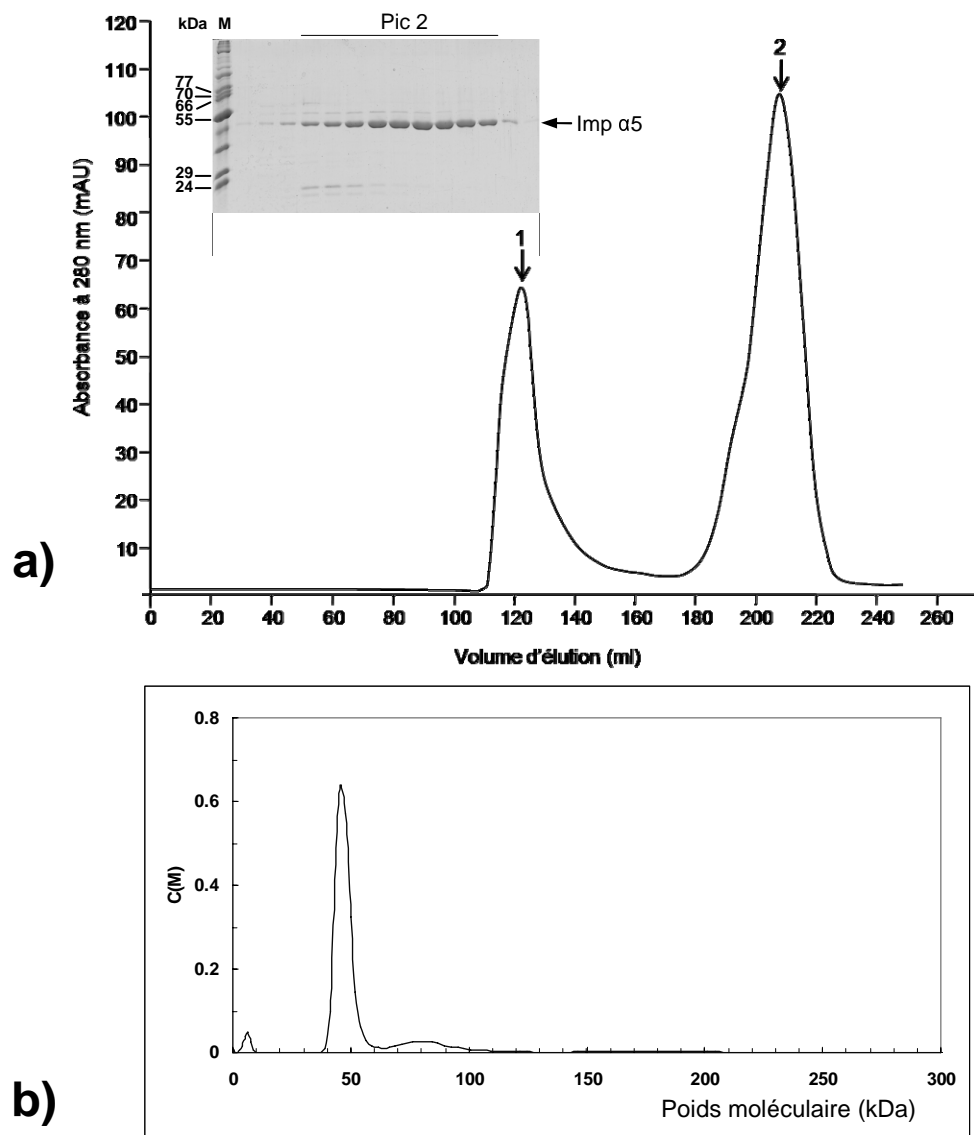 120
110
100
90
80
70
60
50
40
30
20
10
Absorbance à 280 nm (mAU)
kDa M
Pic 2
77
70
66
55
29
24
Imp α5
1
2
a)
0 20 40 60 80 100 120 140 160 180 200 220 240 260
Volume d'élution (ml)
0.8
0.6
0.4
0.2
0
C(M)
0 50 100 150 200 250 300
Poids moléculaire (kDa)
b)